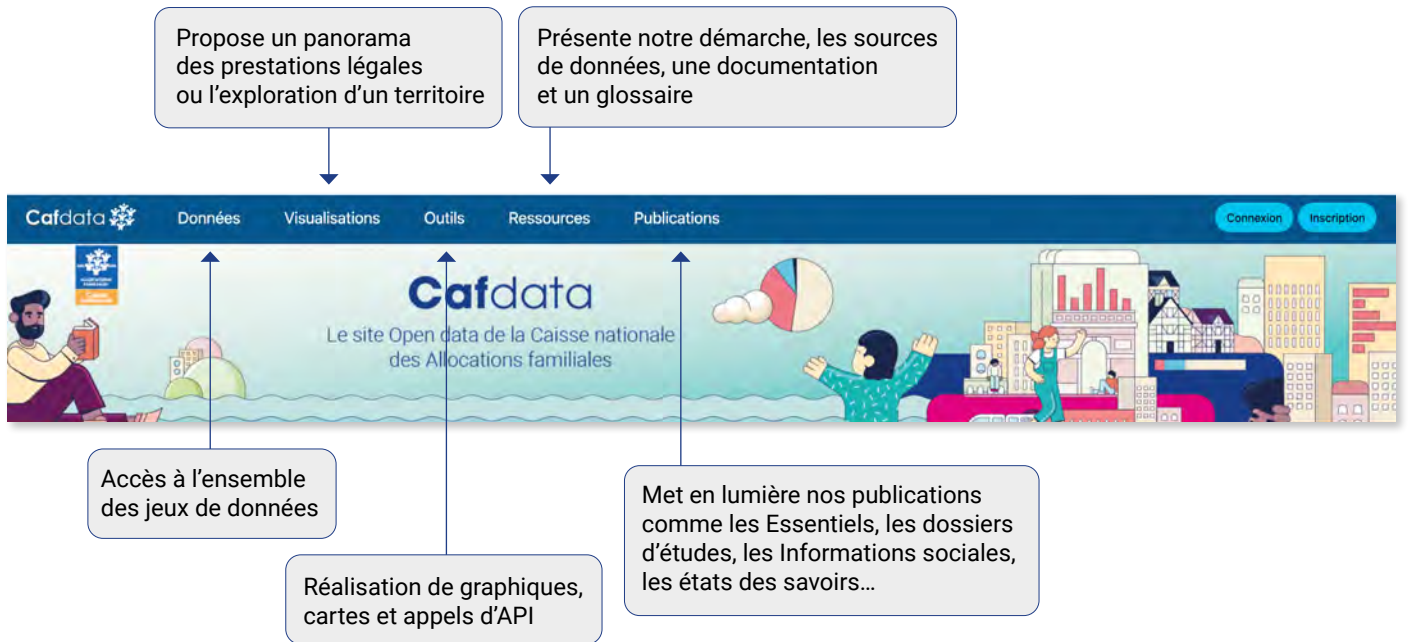 Propose un panorama
des prestations légales
ou l’exploration d’un territoire
Présente notre démarche, les sources
de données, une documentation
et un glossaire
Cafdata
Données
Visualisations
Outils
Ressources
Publications
Connexion
Inscription
Cafdata
Le site Open data de la Caisse nationale
des Allocations familiales
Accès à l’ensemble
des jeux de données
Réalisation de graphiques,
cartes et appels d’API
Met en lumière nos publications
comme les Essentiels, les dossiers
d’études, les Informations sociales,
les états des savoirs…